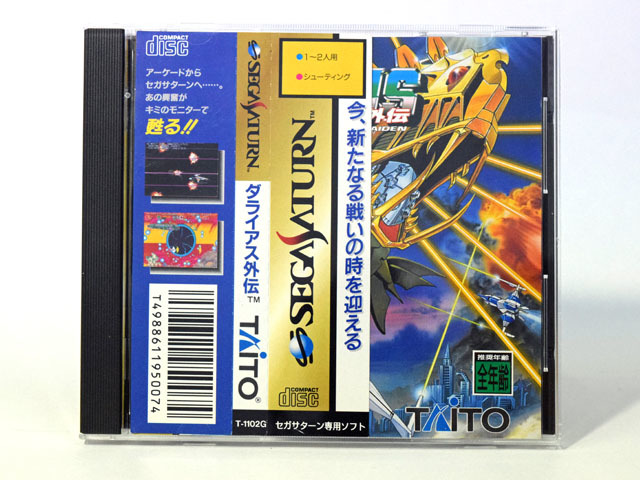 COMPACT
disc
アーケードから
セガサターンへ……。
あの興奮が
キミのモニターで
甦る!!
T4988611950074
SEGA SATURN™
ダライアス外伝™
TAITO®
T-1102G
セガサターン専用ソフト
SEGA SATURN™
COMPACT
disc
●1〜2人用
●シューティング
今、新たなる戦いの時を迎える
外伝
AIDEN
推奨年齢
全年齢
TAITO